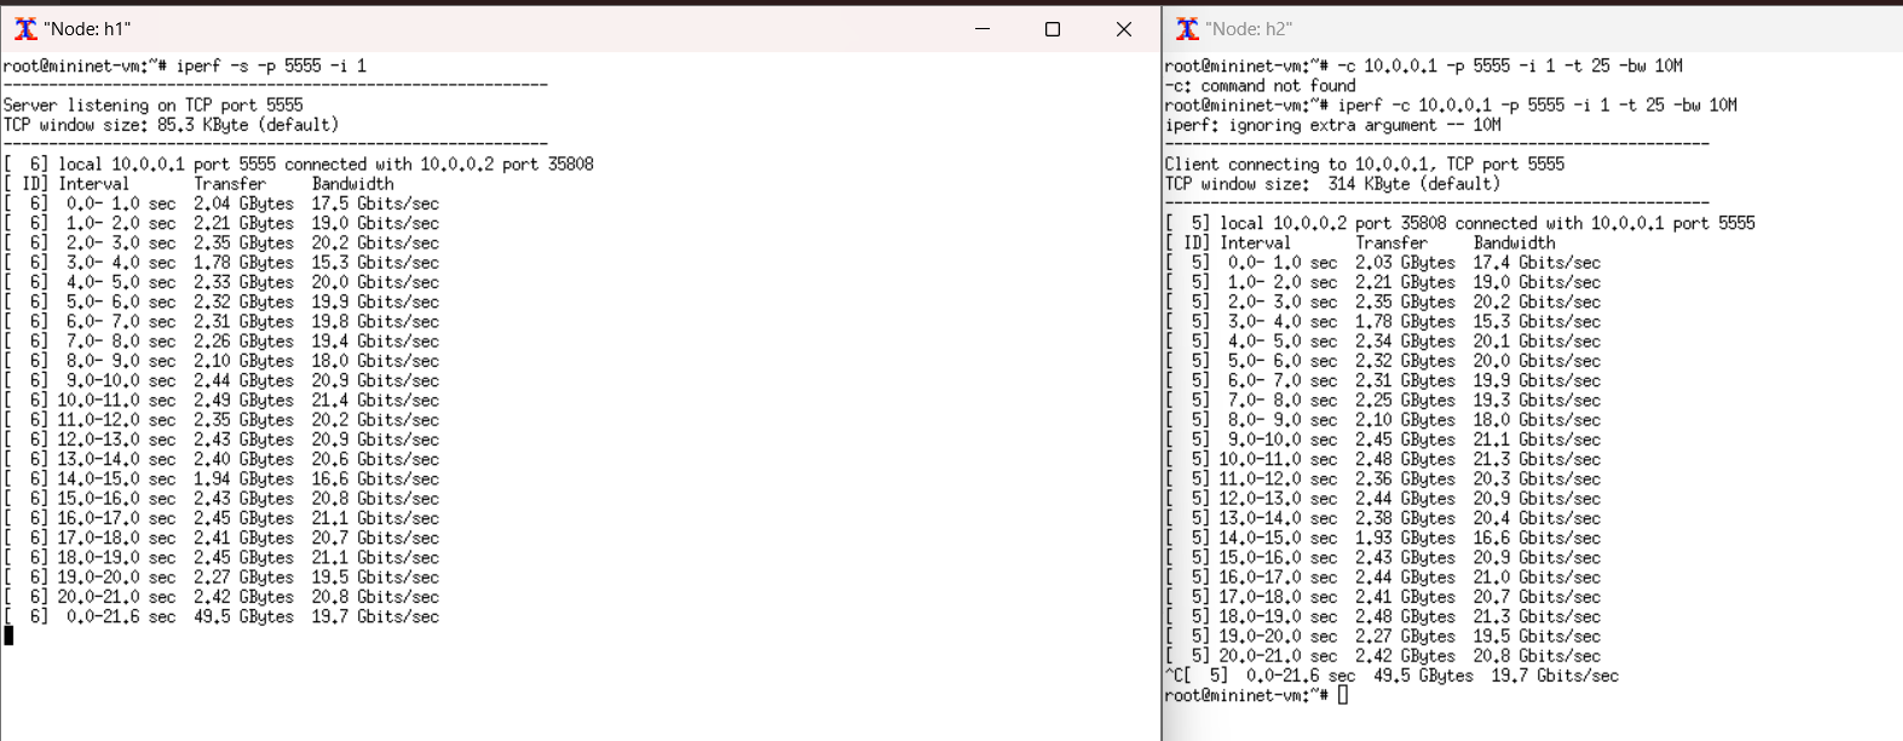 "Node: h1"
root@mininet-vm:~# iperf -s -p 5555 -i 1
------------------------------------------------------------
Server listening on TCP port 5555
TCP window size: 85.3 KByte (default)
------------------------------------------------------------
[  6] local 10.0.0.1 port 5555 connected with 10.0.0.2 port 35808
[ ID] Interval       Transfer     Bandwidth
[  6]  0.0- 1.0 sec  2.04 GBytes  17.5 Gbits/sec
[  6]  1.0- 2.0 sec  2.21 GBytes  19.0 Gbits/sec
[  6]  2.0- 3.0 sec  2.35 GBytes  20.2 Gbits/sec
[  6]  3.0- 4.0 sec  1.78 GBytes  15.3 Gbits/sec
[  6]  4.0- 5.0 sec  2.33 GBytes  20.0 Gbits/sec
[  6]  5.0- 6.0 sec  2.32 GBytes  19.9 Gbits/sec
[  6]  6.0- 7.0 sec  2.31 GBytes  19.8 Gbits/sec
[  6]  7.0- 8.0 sec  2.26 GBytes  19.4 Gbits/sec
[  6]  8.0- 9.0 sec  2.10 GBytes  18.0 Gbits/sec
[  6]  9.0-10.0 sec  2.44 GBytes  20.9 Gbits/sec
[  6] 10.0-11.0 sec  2.49 GBytes  21.4 Gbits/sec
[  6] 11.0-12.0 sec  2.35 GBytes  20.2 Gbits/sec
[  6] 12.0-13.0 sec  2.43 GBytes  20.9 Gbits/sec
[  6] 13.0-14.0 sec  2.40 GBytes  20.6 Gbits/sec
[  6] 14.0-15.0 sec  1.94 GBytes  16.6 Gbits/sec
[  6] 15.0-16.0 sec  2.43 GBytes  20.8 Gbits/sec
[  6] 16.0-17.0 sec  2.45 GBytes  21.1 Gbits/sec
[  6] 17.0-18.0 sec  2.41 GBytes  20.7 Gbits/sec
[  6] 18.0-19.0 sec  2.45 GBytes  21.1 Gbits/sec
[  6] 19.0-20.0 sec  2.27 GBytes  19.5 Gbits/sec
[  6] 20.0-21.0 sec  2.42 GBytes  20.8 Gbits/sec
[  6]  0.0-21.6 sec  49.5 GBytes  19.7 Gbits/sec
"Node: h2"
root@mininet-vm:~# -c 10.0.0.1 -p 5555 -i 1 -t 25 -bw 10M
-c: command not found
root@mininet-vm:~# iperf -c 10.0.0.1 -p 5555 -i 1 -t 25 -bw 10M
iperf: ignoring extra argument -- 10M
------------------------------------------------------------
Client connecting to 10.0.0.1, TCP port 5555
TCP window size:  314 KByte (default)
------------------------------------------------------------
[  5] local 10.0.0.2 port 35808 connected with 10.0.0.1 port 5555
[ ID] Interval       Transfer     Bandwidth
[  5]  0.0- 1.0 sec  2.03 GBytes  17.4 Gbits/sec
[  5]  1.0- 2.0 sec  2.21 GBytes  19.0 Gbits/sec
[  5]  2.0- 3.0 sec  2.35 GBytes  20.2 Gbits/sec
[  5]  3.0- 4.0 sec  1.78 GBytes  15.3 Gbits/sec
[  5]  4.0- 5.0 sec  2.34 GBytes  20.1 Gbits/sec
[  5]  5.0- 6.0 sec  2.32 GBytes  20.0 Gbits/sec
[  5]  6.0- 7.0 sec  2.31 GBytes  19.9 Gbits/sec
[  5]  7.0- 8.0 sec  2.25 GBytes  19.3 Gbits/sec
[  5]  8.0- 9.0 sec  2.10 GBytes  18.0 Gbits/sec
[  5]  9.0-10.0 sec  2.45 GBytes  21.1 Gbits/sec
[  5] 10.0-11.0 sec  2.48 GBytes  21.3 Gbits/sec
[  5] 11.0-12.0 sec  2.36 GBytes  20.3 Gbits/sec
[  5] 12.0-13.0 sec  2.44 GBytes  20.9 Gbits/sec
[  5] 13.0-14.0 sec  2.38 GBytes  20.4 Gbits/sec
[  5] 14.0-15.0 sec  1.93 GBytes  16.6 Gbits/sec
[  5] 15.0-16.0 sec  2.43 GBytes  20.9 Gbits/sec
[  5] 16.0-17.0 sec  2.44 GBytes  21.0 Gbits/sec
[  5] 17.0-18.0 sec  2.41 GBytes  20.7 Gbits/sec
[  5] 18.0-19.0 sec  2.48 GBytes  21.3 Gbits/sec
[  5] 19.0-20.0 sec  2.27 GBytes  19.5 Gbits/sec
[  5] 20.0-21.0 sec  2.42 GBytes  20.8 Gbits/sec
^C[  5]  0.0-21.6 sec  49.5 GBytes  19.7 Gbits/sec
root@mininet-vm:~#